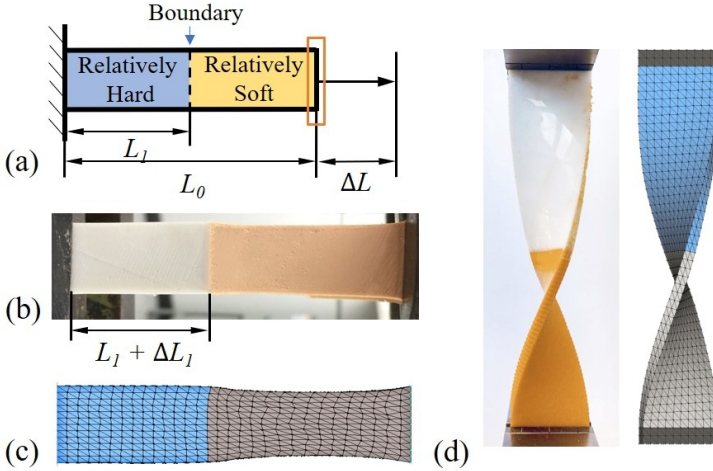 Boundary
Relatively Hard
Relatively Soft
L1
L0
ΔL
(a)
(b)
L1 + ΔL1
(c)
(d)